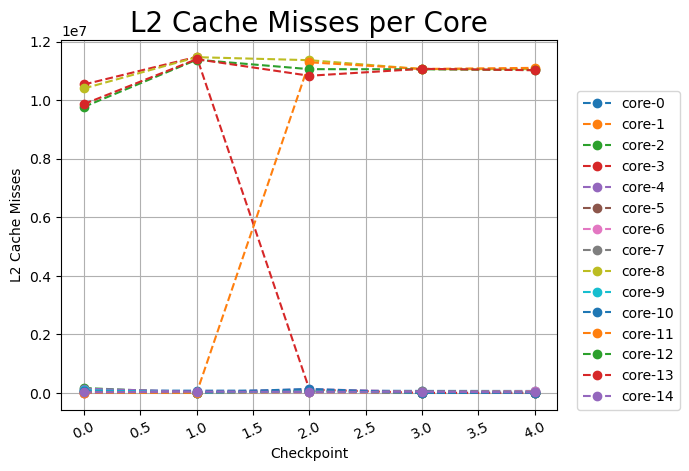 L2 Cache Misses per Core
1e7
1.2
1.0
0.8
0.6
0.4
0.2
0.0
L2 Cache Misses
0.0 0.5 1.0 1.5 2.0 2.5 3.0 3.5 4.0
Checkpoint
core-0
core-1
core-2
core-3
core-4
core-5
core-6
core-7
core-8
core-9
core-10
core-11
core-12
core-13
core-14